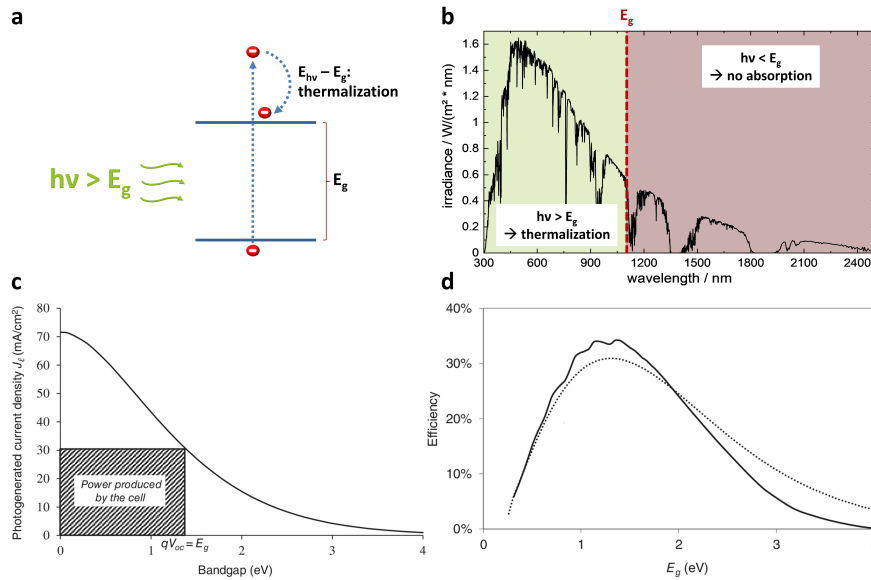 a
E_hν – E_g:
thermalization
hν > E_g
E_g
b
E_g
hν < E_g
→ no absorption
hν > E_g
→ thermalization
irradiance / W/(m² * nm)
1.6
1.4
1.2
1
0.8
0.6
0.4
0.2
0
300 600 900 1200 1500 1800 2100 2400
wavelength / nm
c
Photogenerated current density J_ℓ (mA/cm²)
80
70
60
50
40
30
20
10
0
Power produced
by the cell
0 1 2 3 4
qV_oc = E_g
Bandgap (eV)
d
Efficiency
40%
30%
20%
10%
0%
0 1 2 3 4
E_g (eV)